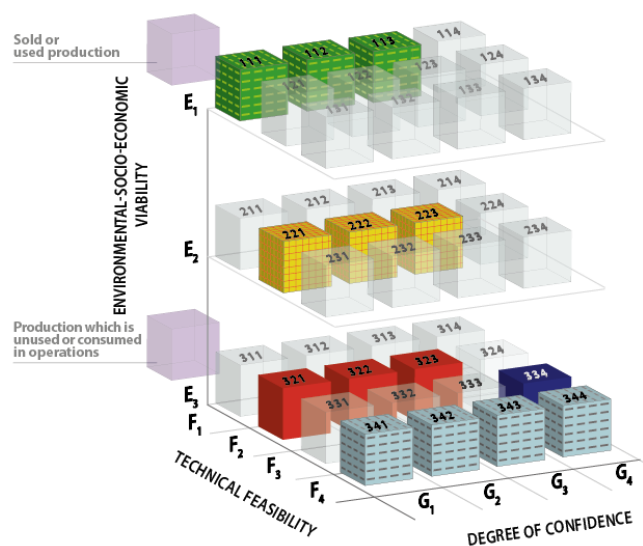 Sold or
used production
ENVIRONMENTAL-SOCIO-ECONOMIC
VIABILITY
E1
111
112
113
114
121
122
123
124
131
132
133
134
E2
211
212
213
214
221
222
223
224
231
232
233
234
Production which is
unused or consumed
in operations
E3
311
312
313
314
321
322
323
324
331
332
333
334
341
342
343
344
F1
F2
F3
F4
TECHNICAL FEASIBILITY
G1
G2
G3
G4
DEGREE OF CONFIDENCE